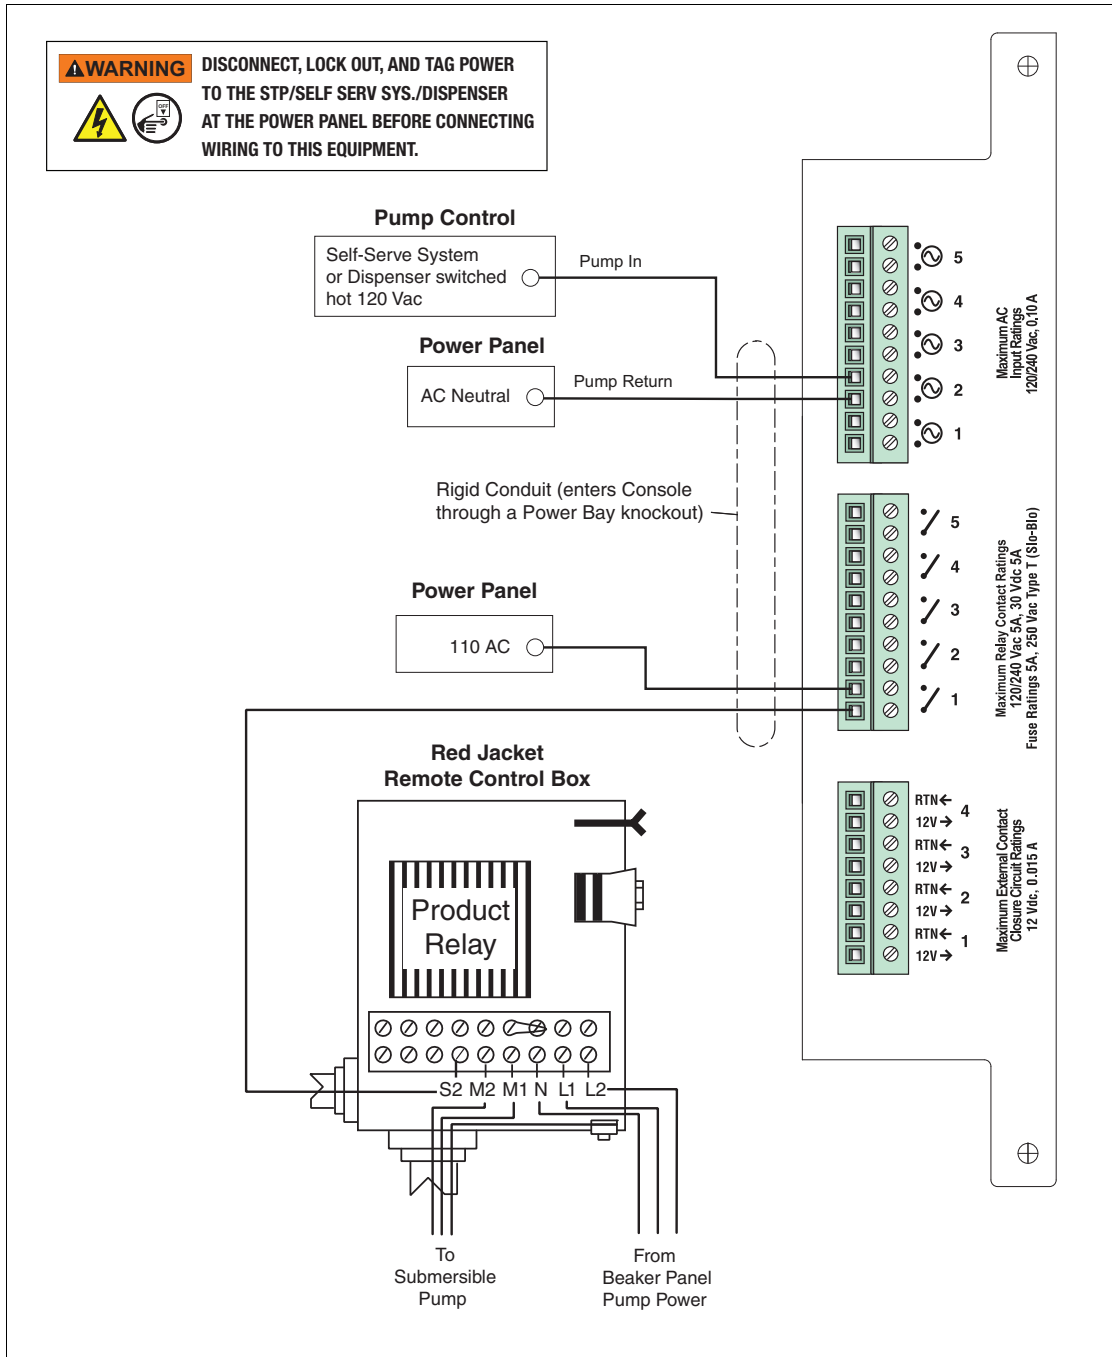 WARNING
DISCONNECT, LOCK OUT, AND TAG POWER
TO THE STP/SELF SERV SYS./DISPENSER
AT THE POWER PANEL BEFORE CONNECTING
WIRING TO THIS EQUIPMENT.
OFF
Pump Control
Self-Serve System
or Dispenser switched
hot 120 Vac
Pump In
Power Panel
AC Neutral
Pump Return
Rigid Conduit (enters Console
through a Power Bay knockout)
Power Panel
110 AC
Red Jacket
Remote Control Box
Product
Relay
S2 M2 M1 N L1 L2
To
Submersible
Pump
From
Beaker Panel
Pump Power
5
4
3
2
1
Maximum AC
Input Ratings
120/240 Vac, 0.10 A
5
4
3
2
1
Maximum Relay Contact Ratings
120/240 Vac 5A, 30 Vdc 5A
Fuse Ratings 5A, 250 Vac Type T (Slo-Blo)
RTN←
4
12V→
RTN←
3
12V→
RTN←
2
12V→
RTN←
1
12V→
Maximum External Contact
Closure Circuit Ratings
12 Vdc, 0.015 A